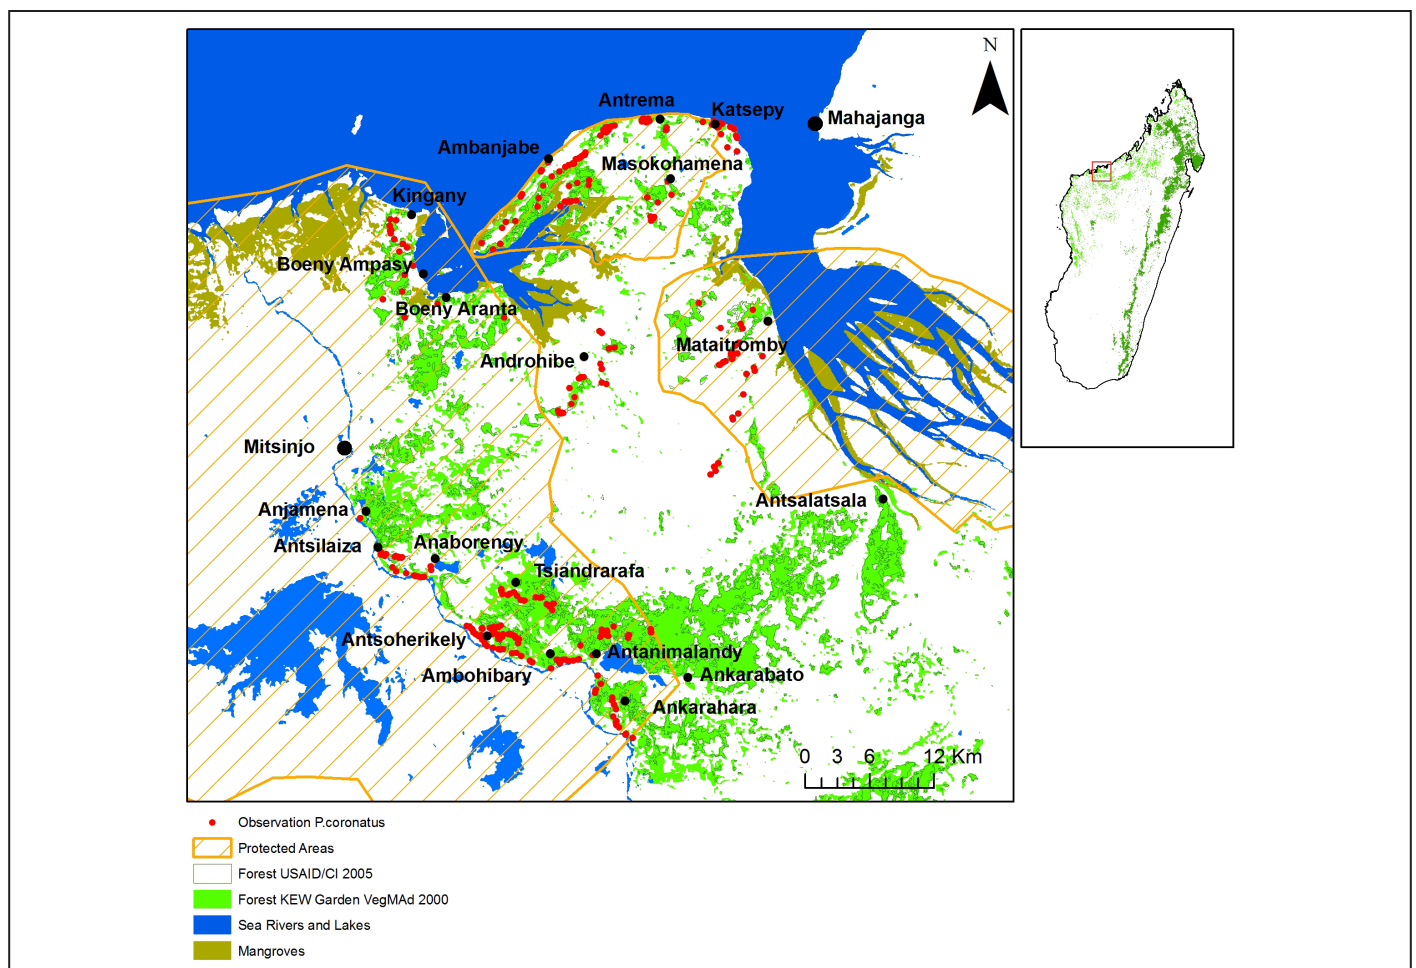 N
Antrema
Katsepy
Mahajanga
Ambanjabe
Masokohamena
Kingany
Boeny Ampasy
Boeny Aranta
Mataitromby
Androhibe
Mitsinjo
Antsalatsala
Anjamena
Antsilaiza
Anaborengy
Tsiandrarafa
Antsoherikely
Antanimalandy
Ambohibary
Ankarabato
Ankarahara
0 3 6 12 Km
Observation P.coronatus
Protected Areas
Forest USAID/CI 2005
Forest KEW Garden VegMAd 2000
Sea Rivers and Lakes
Mangroves